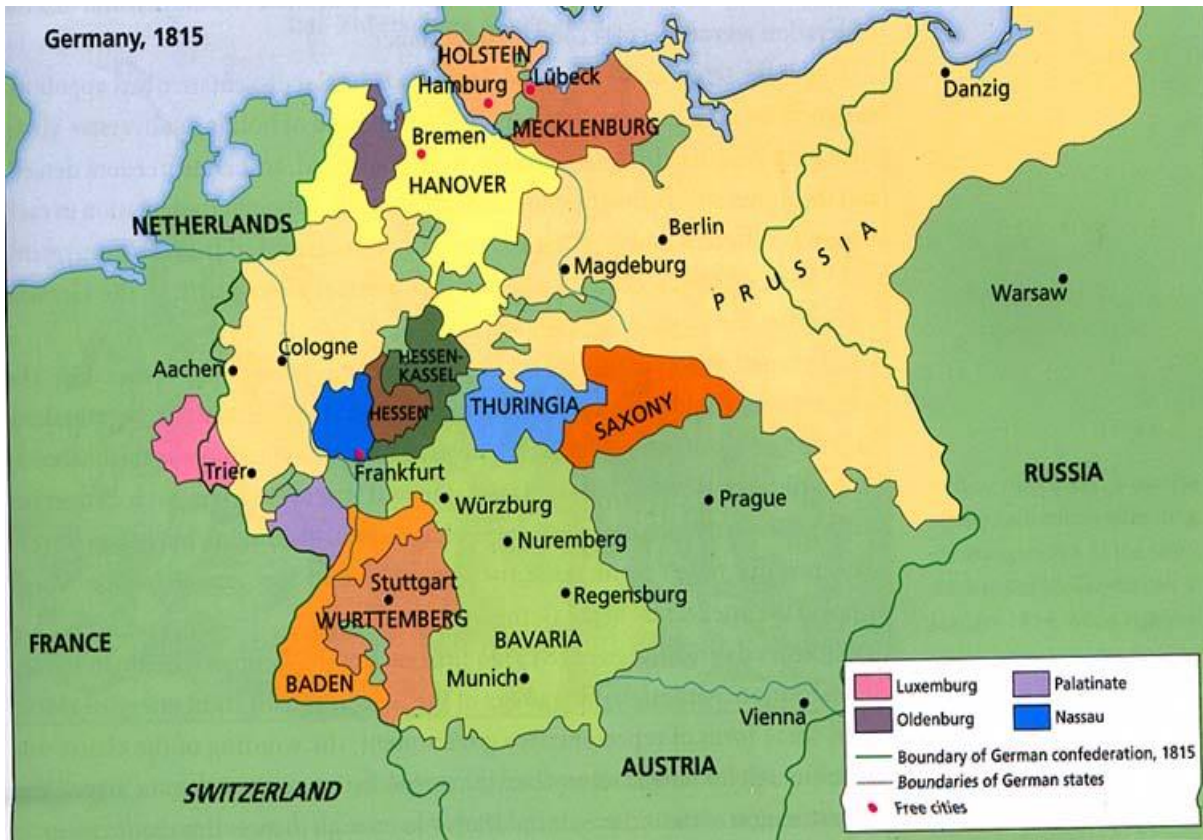 Germany, 1815
HOLSTEIN
Hamburg
Lübeck
Danzig
MECKLENBURG
Bremen
HANOVER
NETHERLANDS
Berlin
Magdeburg
PRUSSIA
Warsaw
Cologne
Aachen
HESSEN-
KASSEL
HESSEN
THURINGIA
SAXONY
Trier
Frankfurt
RUSSIA
Würzburg
Prague
Nuremberg
Stuttgart
Regensburg
WURTTEMBERG
FRANCE
BAVARIA
BADEN
Munich
Vienna
AUSTRIA
SWITZERLAND
Luxemburg
Palatinate
Oldenburg
Nassau
Boundary of German confederation, 1815
Boundaries of German states
Free cities